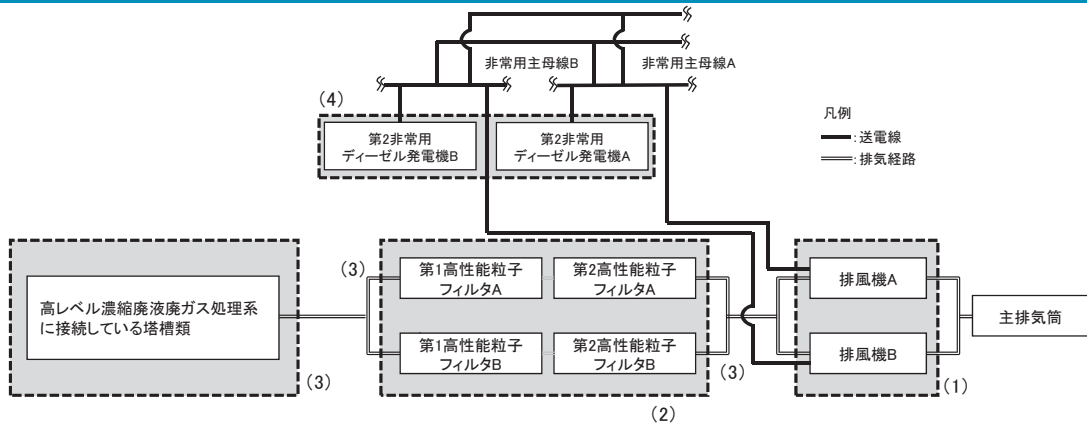 非常用主母線B
非常用主母線A
(4)
第2非常用
ディーゼル発電機B
第2非常用
ディーゼル発電機A
凡例
:送電線
:排気経路
高レベル濃縮廃液廃ガス処理系
に接続している塔槽類
(3)
(3)
第1高性能粒子
フィルタA
第2高性能粒子
フィルタA
第1高性能粒子
フィルタB
第2高性能粒子
フィルタB
(3)
(2)
排風機A
排風機B
(1)
主排気筒